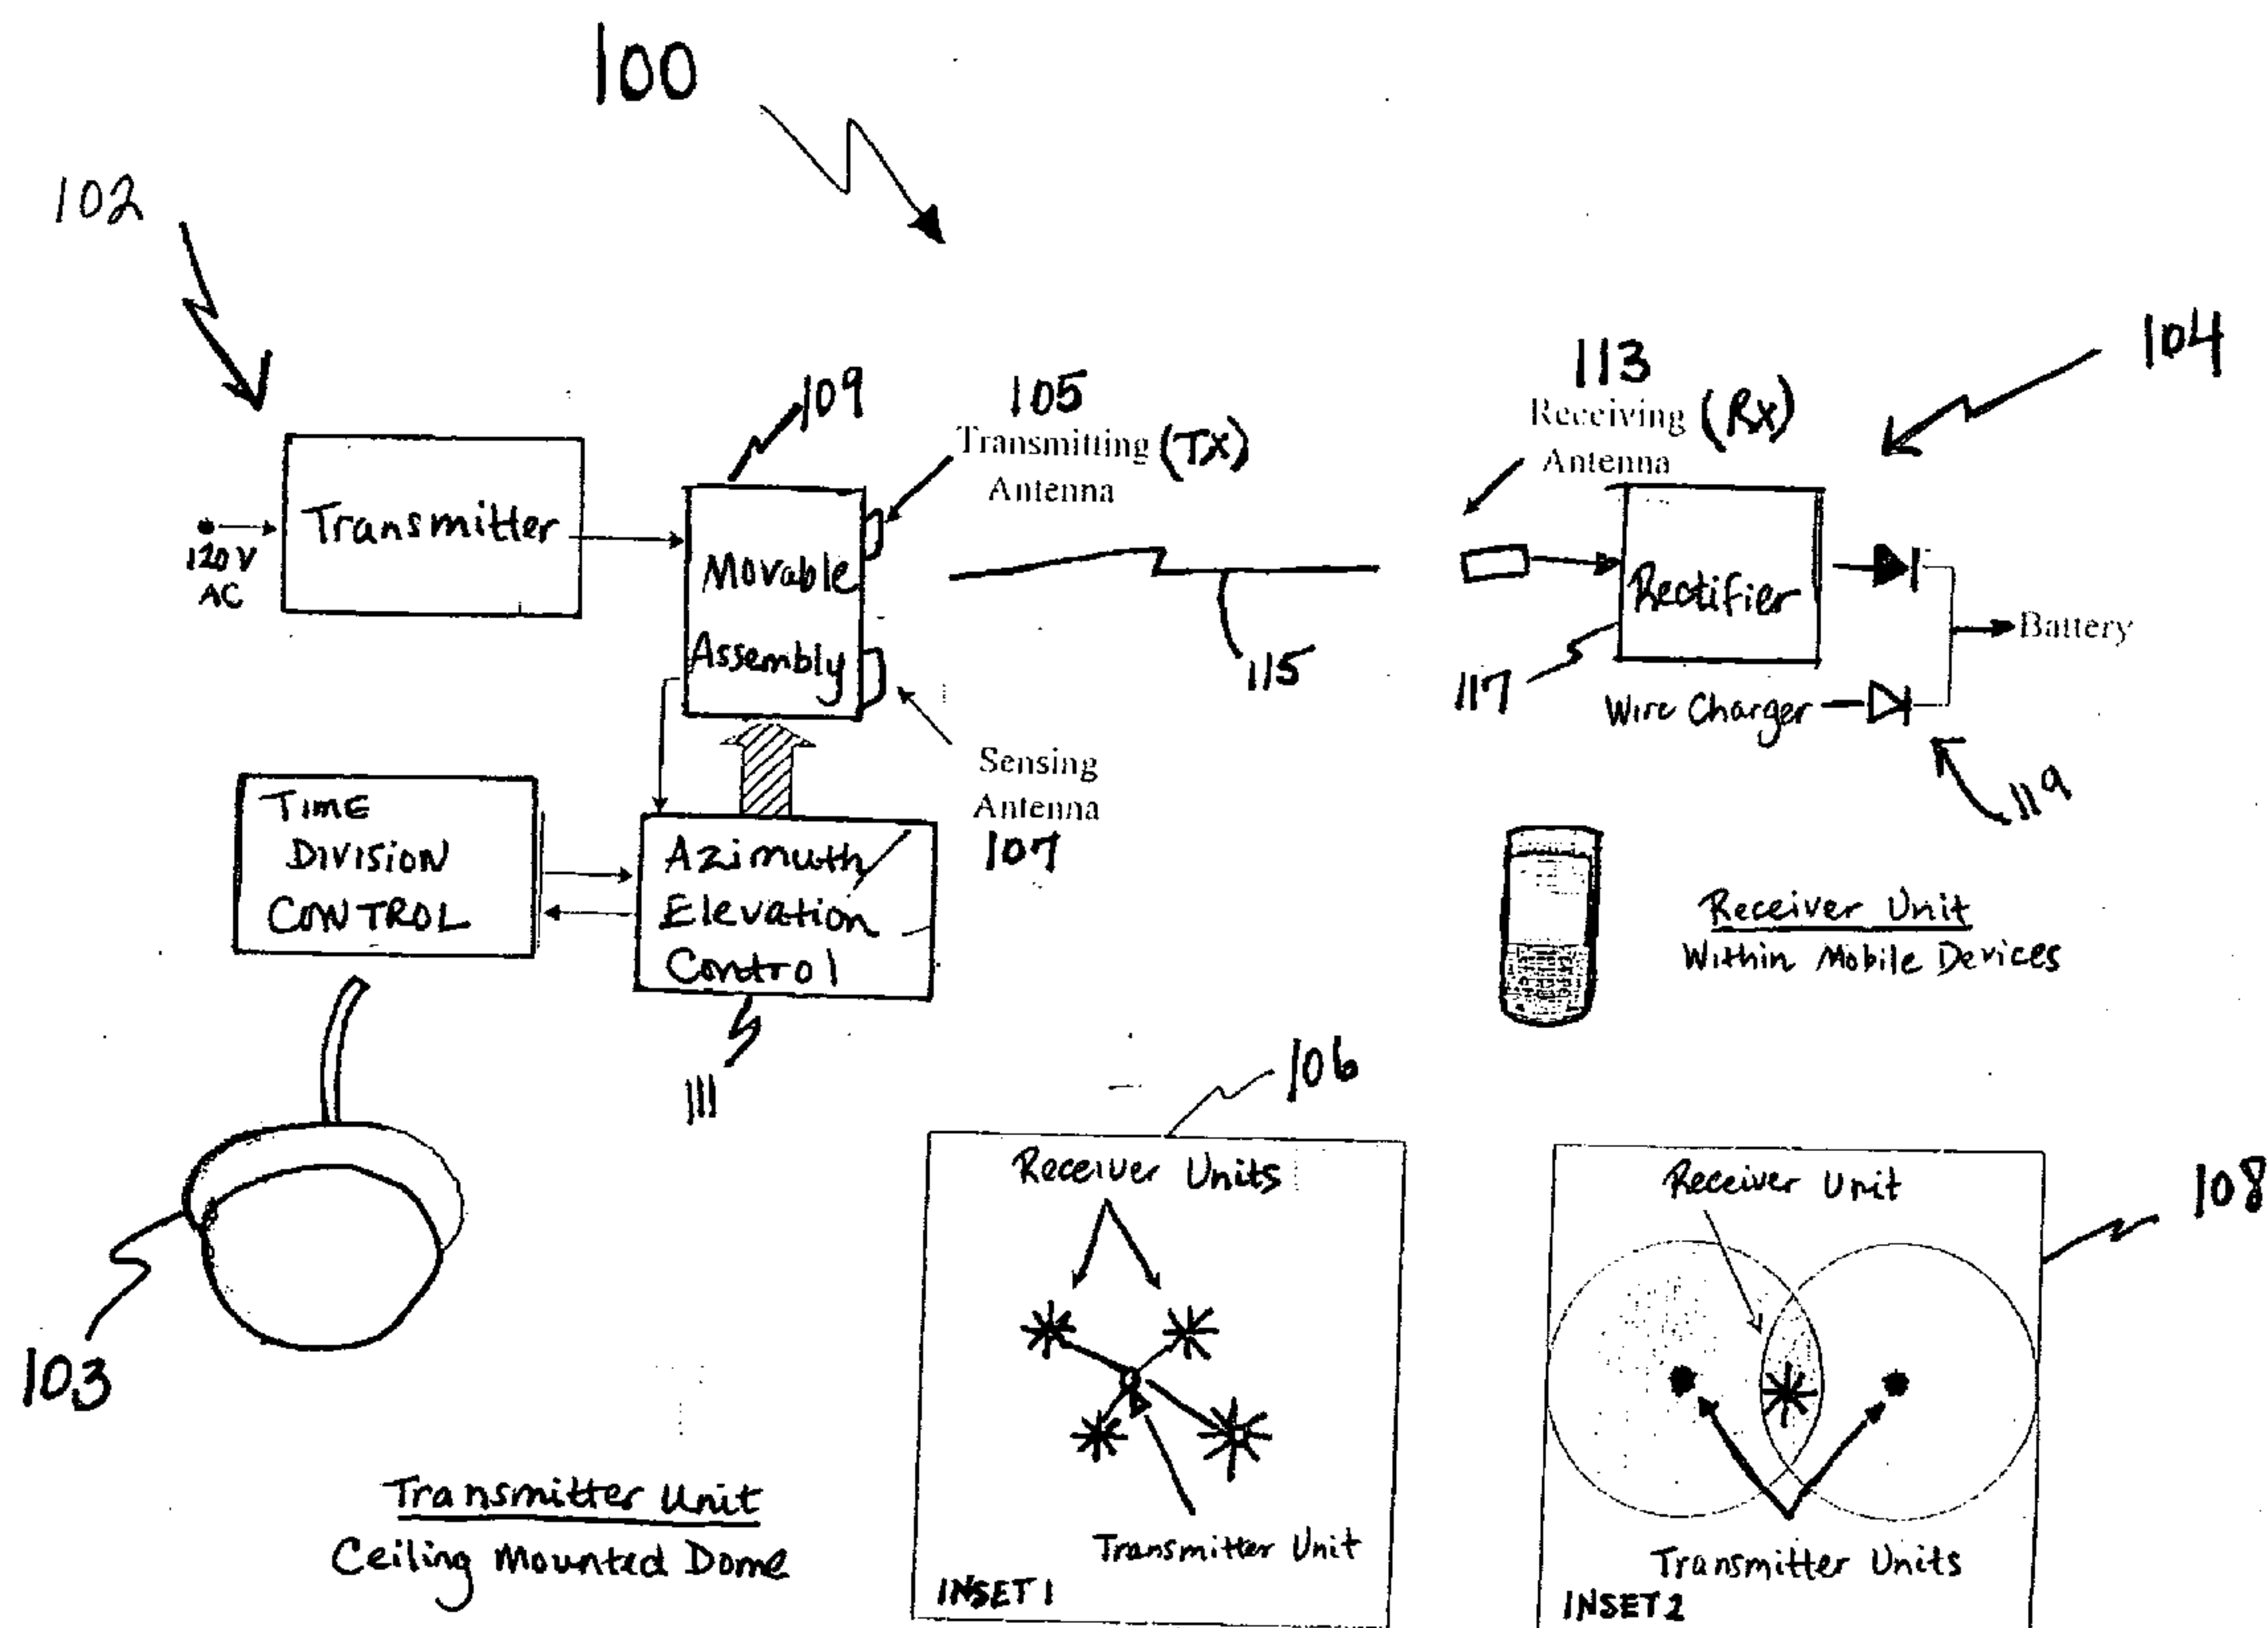 100
102
120 V
AC
Transmitter
109
Movable
Assembly
105
Transmitting (TX)
Antenna
Sensing
Antenna
107
TIME
DIVISION
CONTROL
Azimuth/
Elevation
Control
111
115
113
Receiving (Rx)
Antenna
104
Rectifier
117
Battery
Wire Charger
119
Receiver Unit
Within Mobile Devices
103
Transmitter Unit
Ceiling Mounted Dome
106
Receiver Units
Transmitter Unit
INSET 1
108
Receiver Unit
Transmitter Units
INSET 2